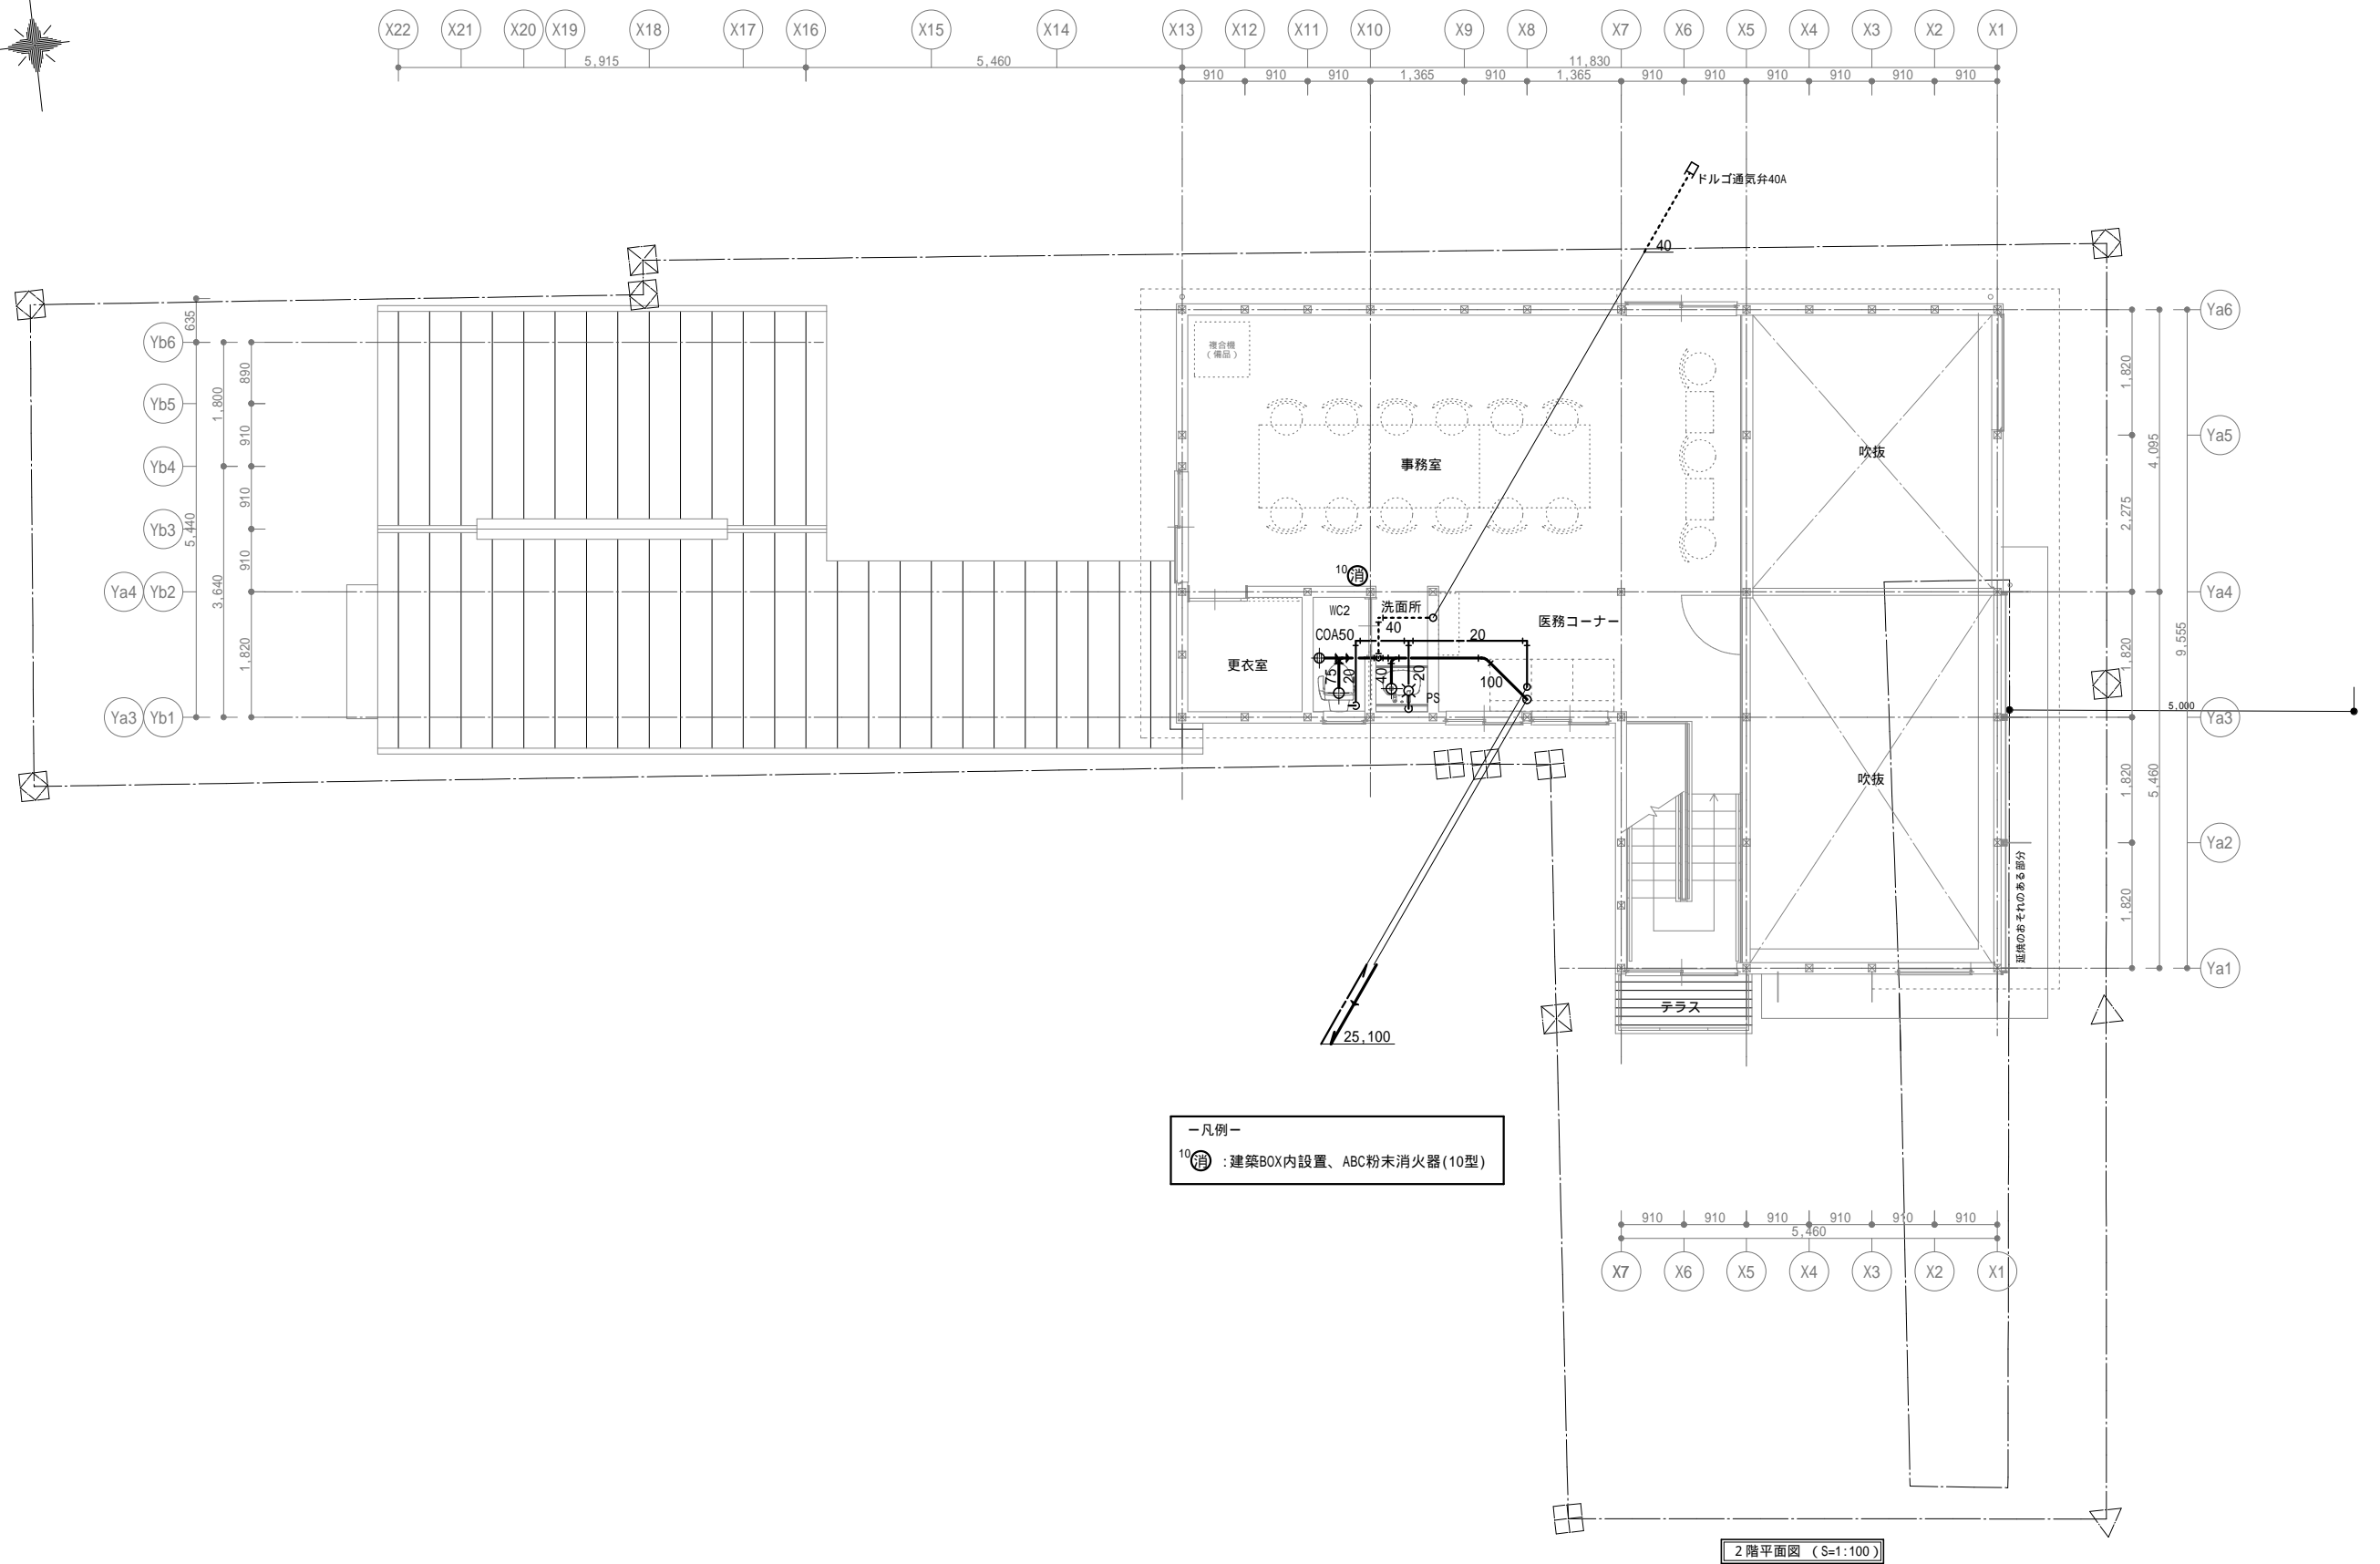 X22 X21 X20 X19 X18 X17 X16 X15 X14 X13 X12 X11 X10 X9 X8 X7 X6 X5 X4 X3 X2 X1
5,915 5,460 11,830
910 910 910 1,365 910 1,365 910 910 910 910 910 910
ドルゴ通気弁40A
40
Yb6
Yb5
Yb4
Yb3
Ya4 Yb2
Ya3 Yb1
635
5,440
1,800
3,640
890
910
910
910
1,820
複合機
(備品)
事務室
吹抜
10 消
WC2
洗面所
医務コーナー
COA50
40
20
更衣室
75
20
40
20
100
PS
吹抜
テラス
25,100
延焼のおそれのある部分
5,000
1,820
2,275
1,820
1,820
1,820
4,095
5,460
9,555
Ya6
Ya5
Ya4
Ya3
Ya2
Ya1
－凡例－
10 消 :建築BOX内設置、ABC粉末消火器(10型)
910 910 910 910 910 910
5,460
X7 X6 X5 X4 X3 X2 X1
2階平面図 (S=1:100)